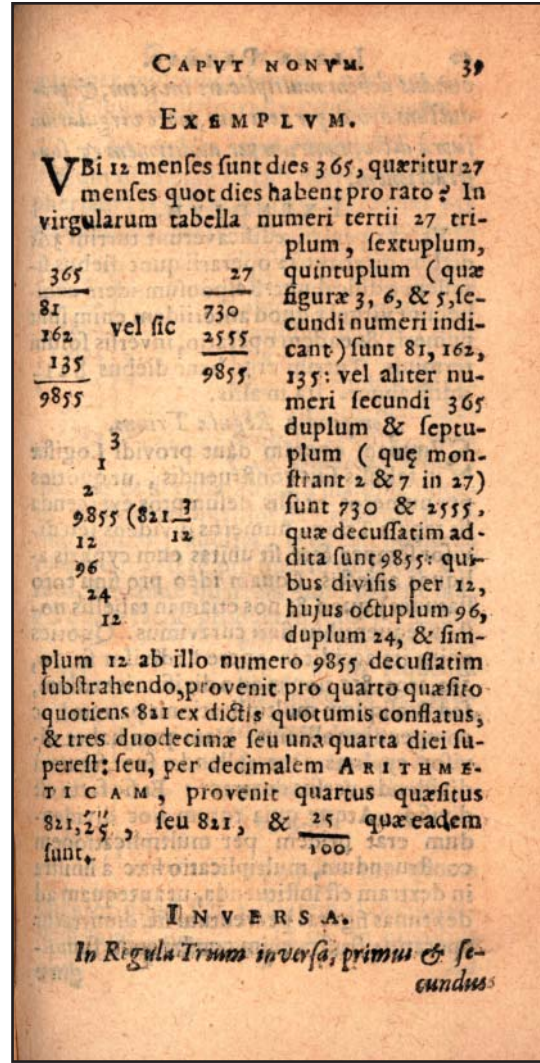 CAPVT NONVM. 39
EXEMPLVM.
VBi 12 menses sunt dies 365, quæritur 27
menses quot dies habent pro rato? In
virgularum tabella numeri tertii 27 tri-
plum, sextuplum,
quintuplum (quæ
figuræ 3, 6, & 5, se-
cundi numeri indi-
cant) sunt 81, 162,
135: vel aliter nu-
meri secundi 365
duplum & septu-
plum (quę mon-
strant 2 & 7 in 27)
sunt 730 & 2555,
quæ decussatim ad-
dita sunt 9855: qui-
bus divisis per 12,
hujus octuplum 96,
duplum 24, & sim-
365
81
162
135
9855
vel sic
27
730
2555
9855
3
1
2
9855 (821 3
12 12
96
24
12
plum 12 ab illo numero 9855 decussatim
substrahendo, provenit pro quarto quæsito
quotiens 821 ex dictis quotumis conflatus,
& tres duodecimæ seu una quarta diei su-
perest: seu, per decimalem ARITHME-
TICAM, provenit quartus quæsitus
821,2′5″, seu 821, & 25 quæ eadem
sunt. 100
INVERSA.
In Regula Trium inversa, primus & se-
cundus